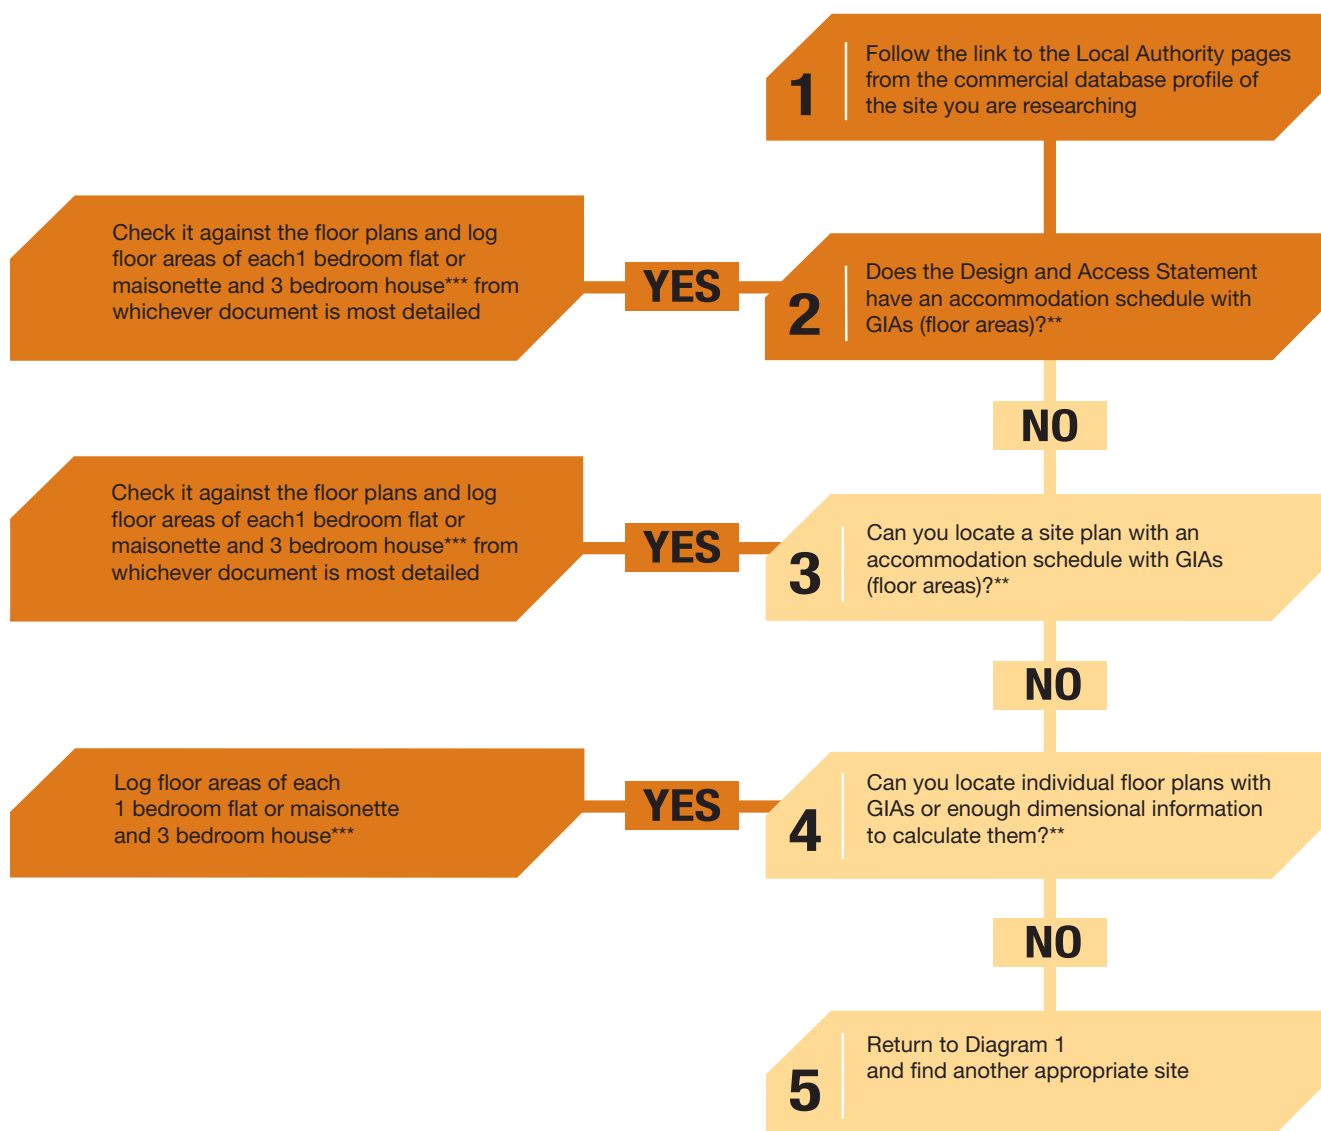 1
Follow the link to the Local Authority pages
from the commercial database profile of
the site you are researching
Check it against the floor plans and log
floor areas of each1 bedroom flat or
maisonette and 3 bedroom house*** from
whichever document is most detailed
YES
2
Does the Design and Access Statement
have an accommodation schedule with
GIAs (floor areas)?**
NO
Check it against the floor plans and log
floor areas of each1 bedroom flat or
maisonette and 3 bedroom house*** from
whichever document is most detailed
YES
3
Can you locate a site plan with an
accommodation schedule with GIAs
(floor areas)?**
NO
Log floor areas of each
1 bedroom flat or maisonette
and 3 bedroom house***
YES
4
Can you locate individual floor plans with
GIAs or enough dimensional information
to calculate them?**
NO
5
Return to Diagram 1
and find another appropriate site